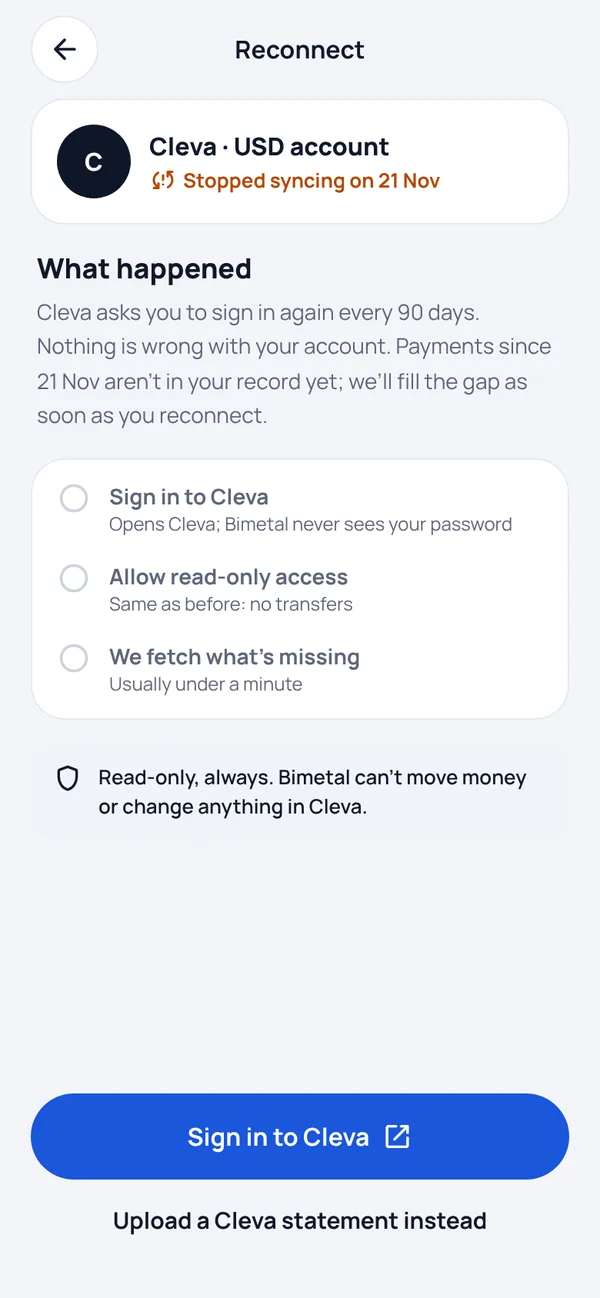 Reconnect
C
Cleva · USD account
Stopped syncing on 21 Nov
What happened
Cleva asks you to sign in again every 90 days.
Nothing is wrong with your account. Payments since
21 Nov aren’t in your record yet; we’ll fill the gap as
soon as you reconnect.
Sign in to Cleva
Opens Cleva; Bimetal never sees your password
Allow read-only access
Same as before: no transfers
We fetch what’s missing
Usually under a minute
Read-only, always. Bimetal can’t move money
or change anything in Cleva.
Sign in to Cleva
Upload a Cleva statement instead